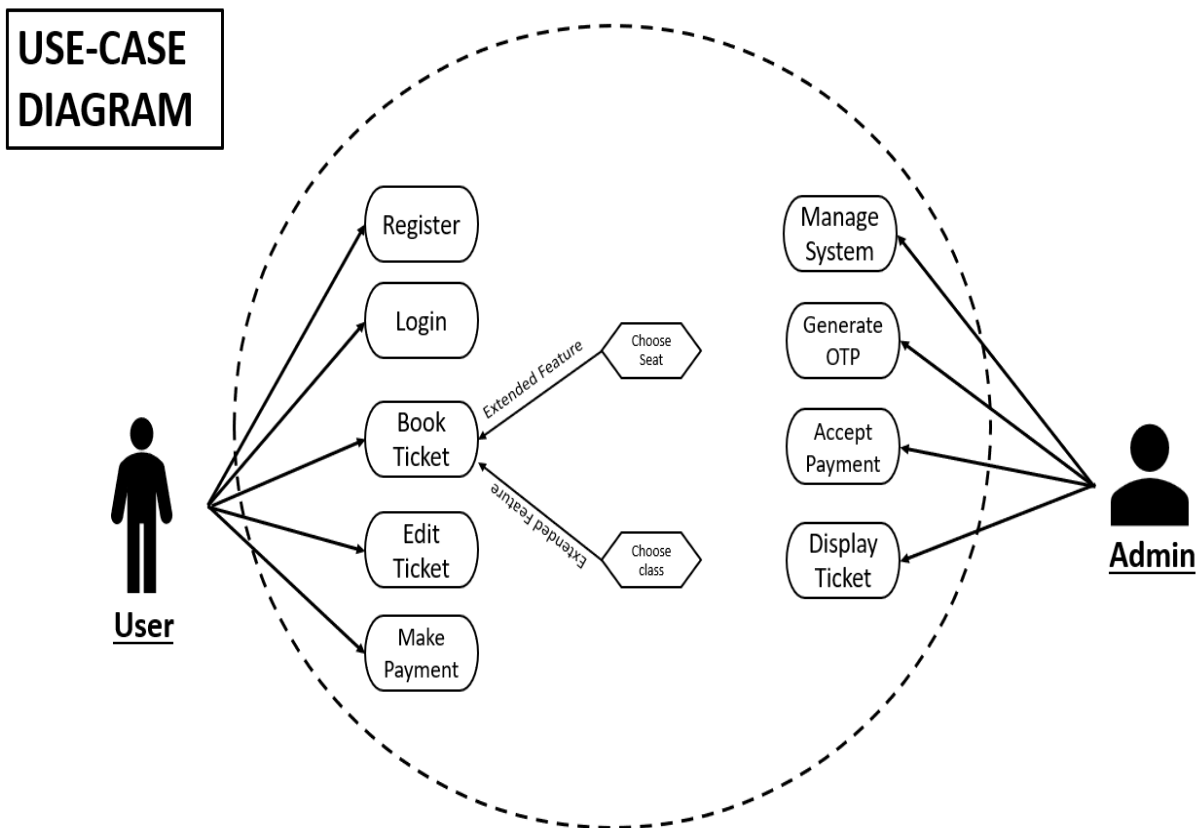 USE-CASE
DIAGRAM
Register
Login
Book
Ticket
Edit
Ticket
Make
Payment
Extended Feature
Extended Feature
Choose
Seat
Choose
class
Manage
System
Generate
OTP
Accept
Payment
Display
Ticket
User
Admin